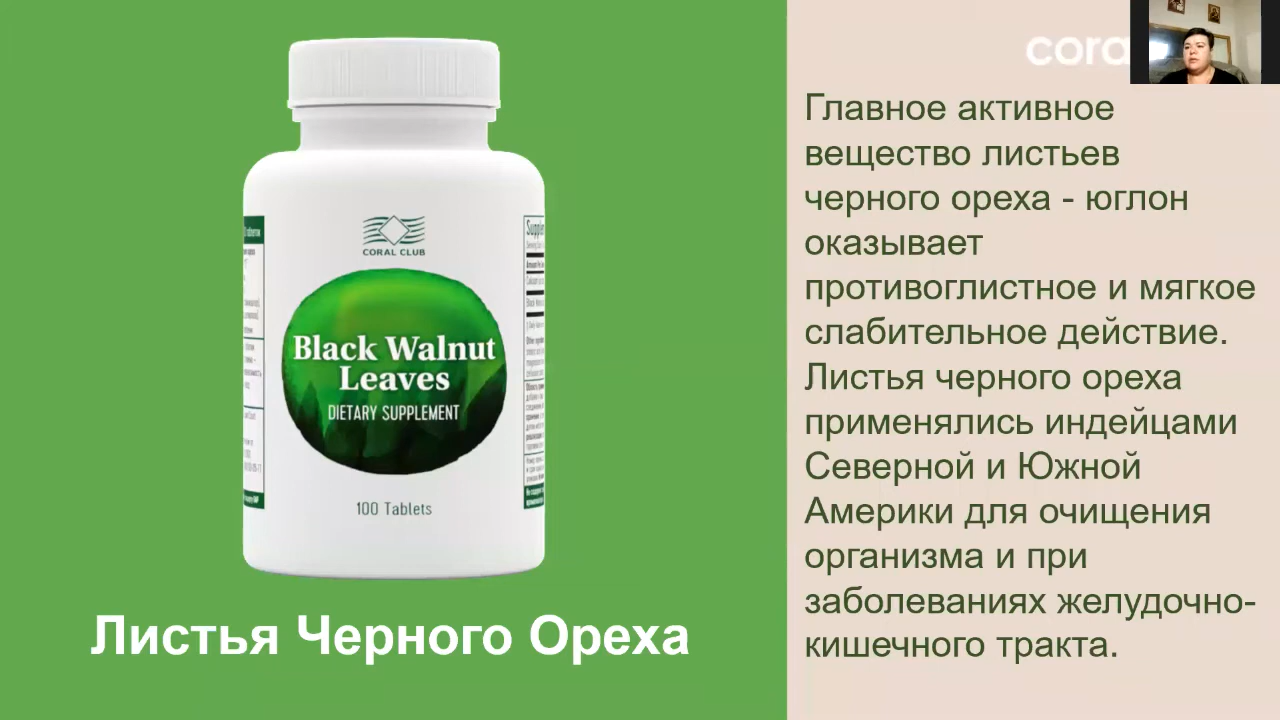 CORAL CLUB
Black Walnut
Leaves
DIETARY SUPPLEMENT
100 Tablets
Листья Черного Ореха
Главное активное
вещество листьев
черного ореха - юглон
оказывает
противоглистное и мягкое
слабительное действие.
Листья черного ореха
применялись индейцами
Северной и Южной
Америки для очищения
организма и при
заболеваниях желудочно-
кишечного тракта.